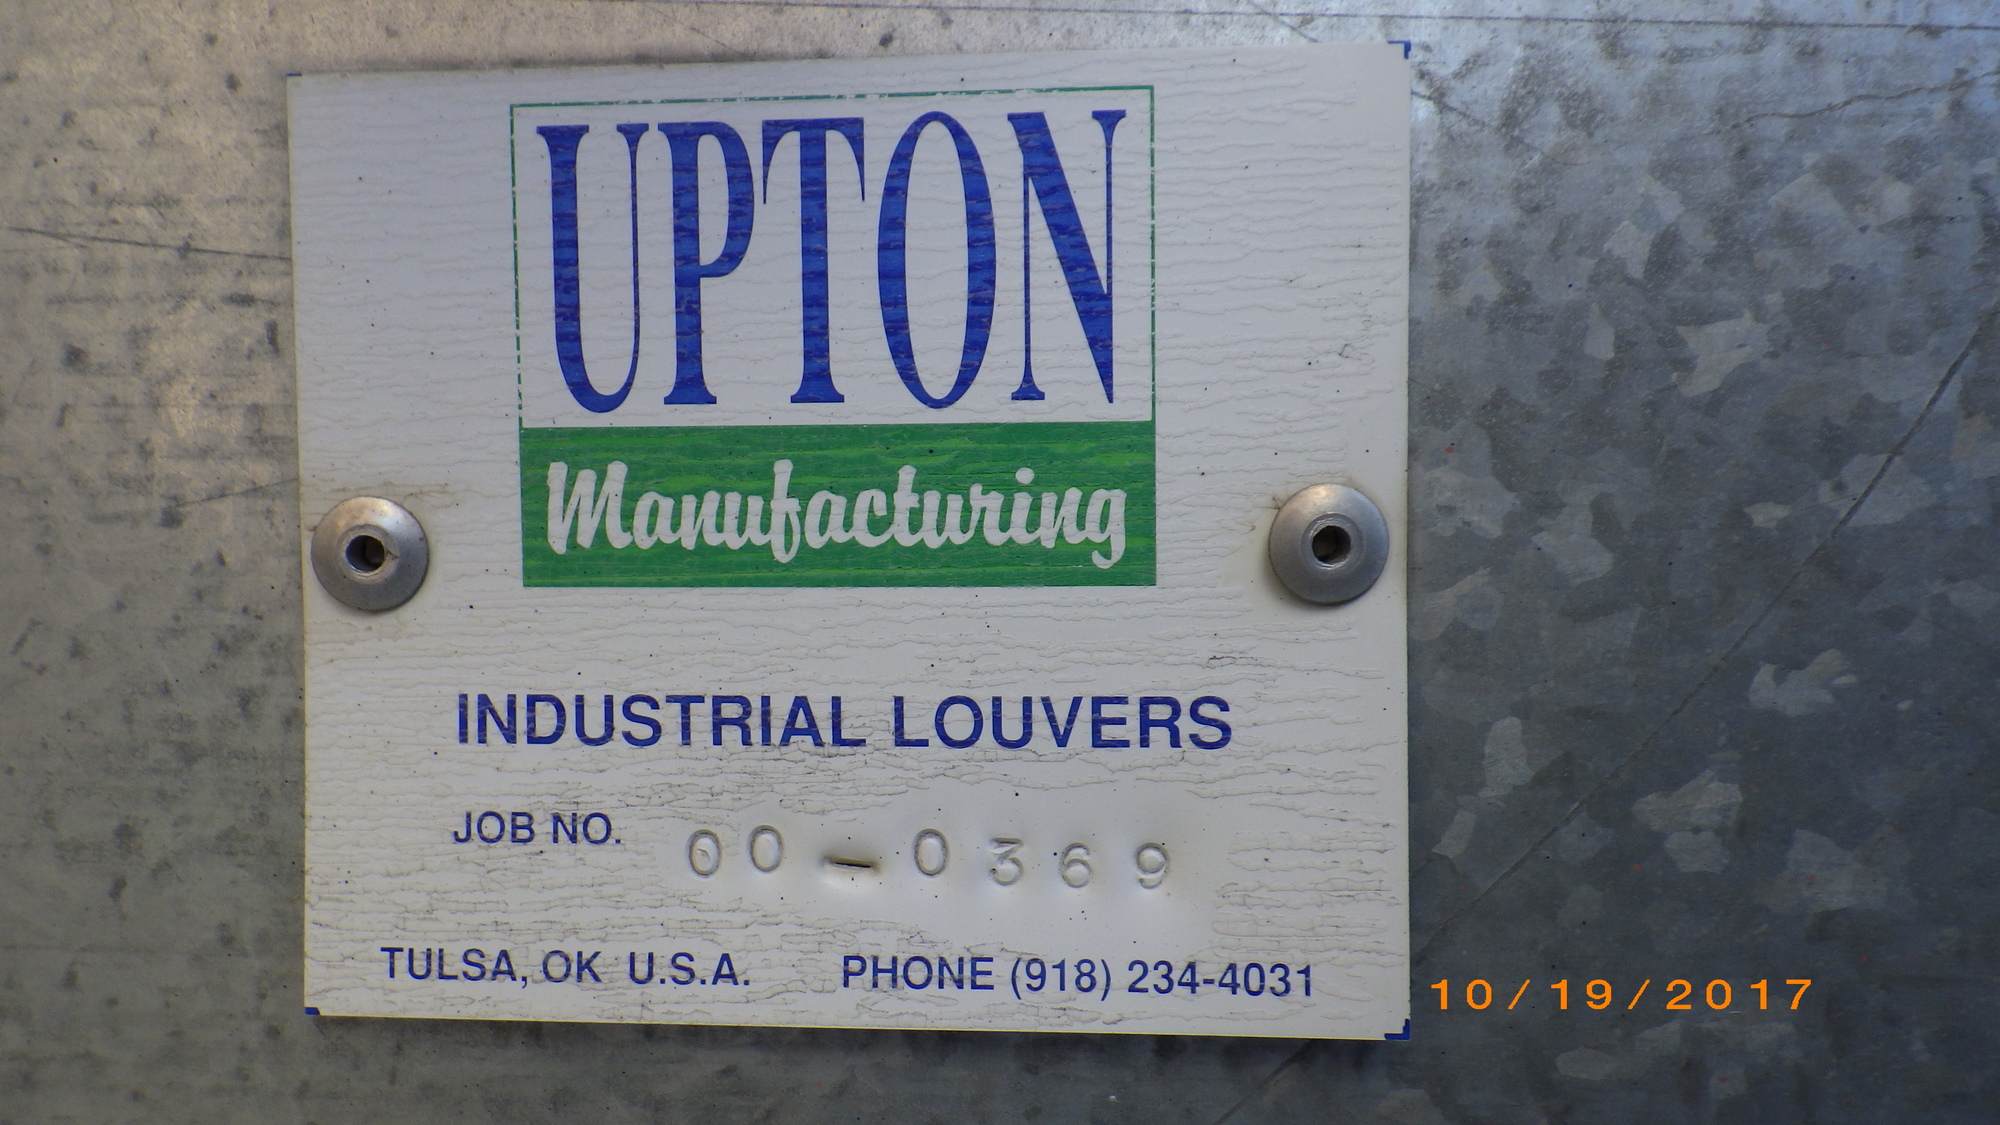 UPTON
Manufacturing
INDUSTRIAL LOUVERS
JOB NO. 00-0369
TULSA, OK U.S.A. PHONE (918) 234-4031
10/19/2017